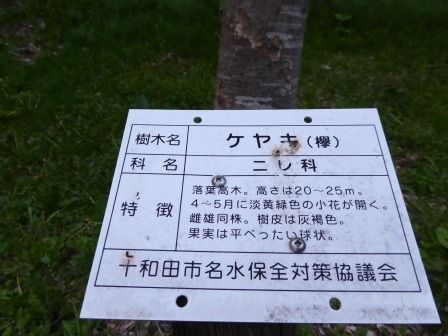 樹木名 ケヤキ(欅)
科名 ニレ科
特徴 落葉高木。高さは20~25m。
4~5月に淡黄緑色の小花が開く。
雌雄同株。樹皮は灰褐色。
果実は平べったい球状。
十和田市名水保全対策協議会